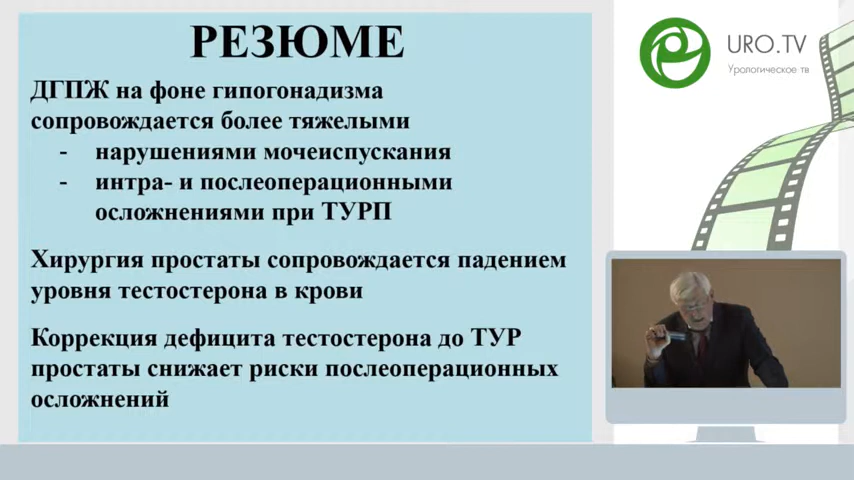 РЕЗЮМЕ
ДГПЖ на фоне гипогонадизма
сопровождается более тяжелыми
- нарушениями мочеиспускания
- интра- и послеоперационными
осложнениями при ТУРП
Хирургия простаты сопровождается падением
уровня тестостерона в крови
Коррекция дефицита тестостерона до ТУР
простаты снижает риски послеоперационных
осложнений
URO.TV
Урологическое тв